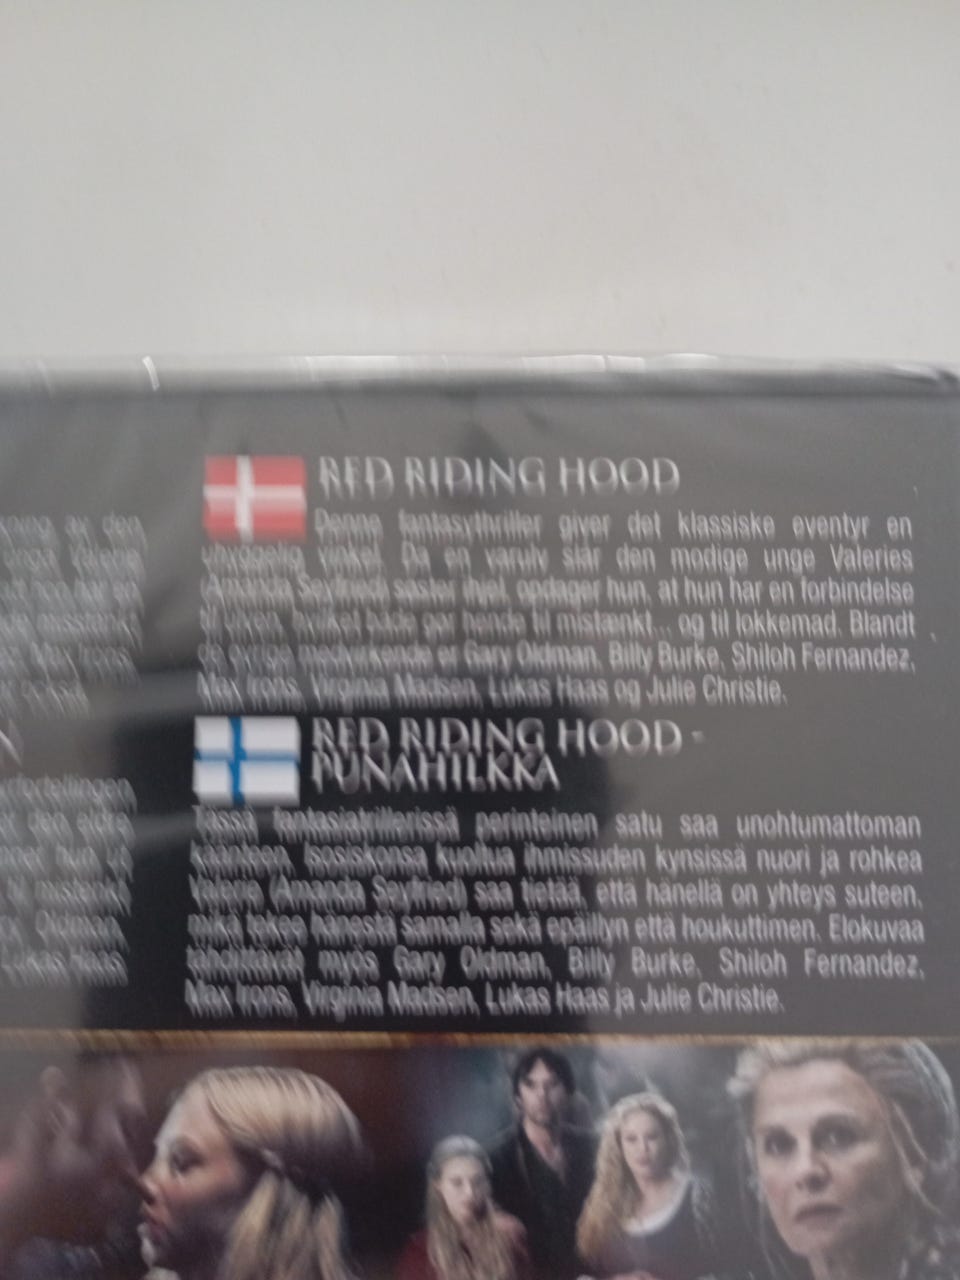 RED RIDING HOOD
Denne fantasythriller giver det klassiske eventyr en
uhyggelig vinkel. Da en varulv slår den modige unge Valeries
(Amanda Seyfried) søster ihjel, opdager hun, at hun har en forbindelse
til ulven, hvilket både gør hende til mistænkt... og til lokkemad. Blandt
de øvrige medvirkende er Gary Oldman, Billy Burke, Shiloh Fernandez,
Max Irons, Virginia Madsen, Lukas Haas og Julie Christie.
RED RIDING HOOD -
PUNAHILKKA
Tässä fantasiatrillerissä perinteinen satu saa unohtumattoman
käänteen. Isosiskonsa kuoltua ihmissuden kynsissä nuori ja rohkea
Valerie (Amanda Seyfried) saa tietää, että hänellä on yhteys suteen,
mikä tekee hänestä samalla sekä epäillyn että houkuttimen. Elokuvaa
tähdittävät myös Gary Oldman, Billy Burke, Shiloh Fernandez,
Max Irons, Virginia Madsen, Lukas Haas ja Julie Christie.